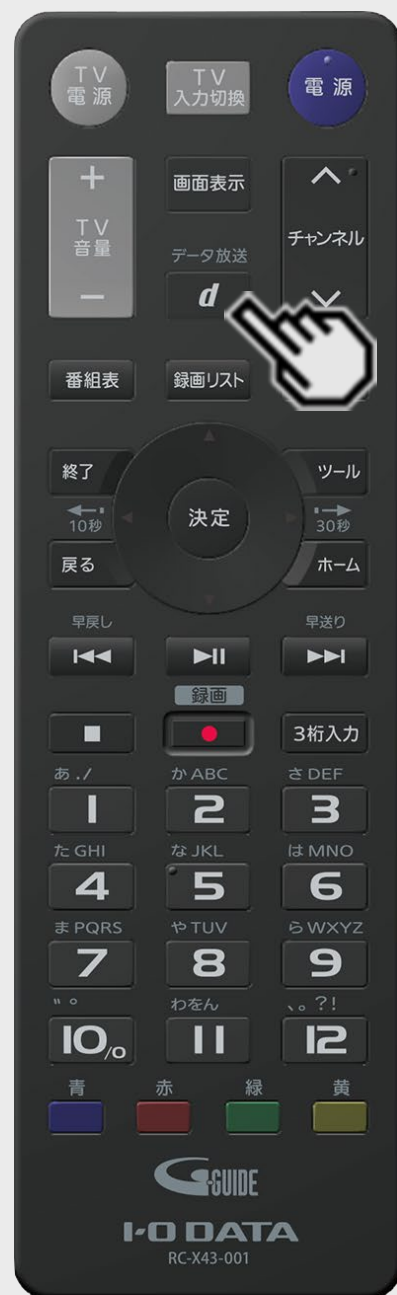 TV
電源
TV
入力切換
電源
+
TV
音量
−
画面表示
チャンネル
データ放送
d
番組表
録画リスト
終了
ツール
10秒
決定
30秒
戻る
ホーム
早戻し
早送り
録画
3桁入力
あ./
かABC
さDEF
1
2
3
たGHI
なJKL
はMNO
4
5
6
まPQRS
やTUV
らWXYZ
7
8
9
゛゜
わをん
、。?!
10/0
11
12
青
赤
緑
黄
G-GUIDE
I-O DATA
RC-X43-001